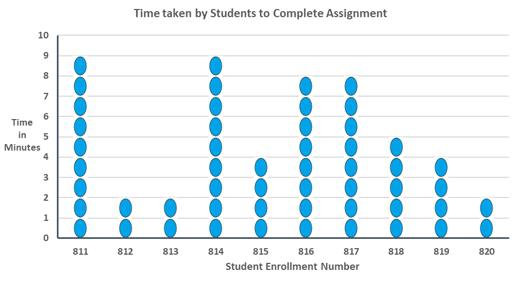 Time taken by Students to Complete Assignment
10
9
8
7
6
5
4
3
2
1
0
Time
in
Minutes
811 812 813 814 815 816 817 818 819 820
Student Enrollment Number